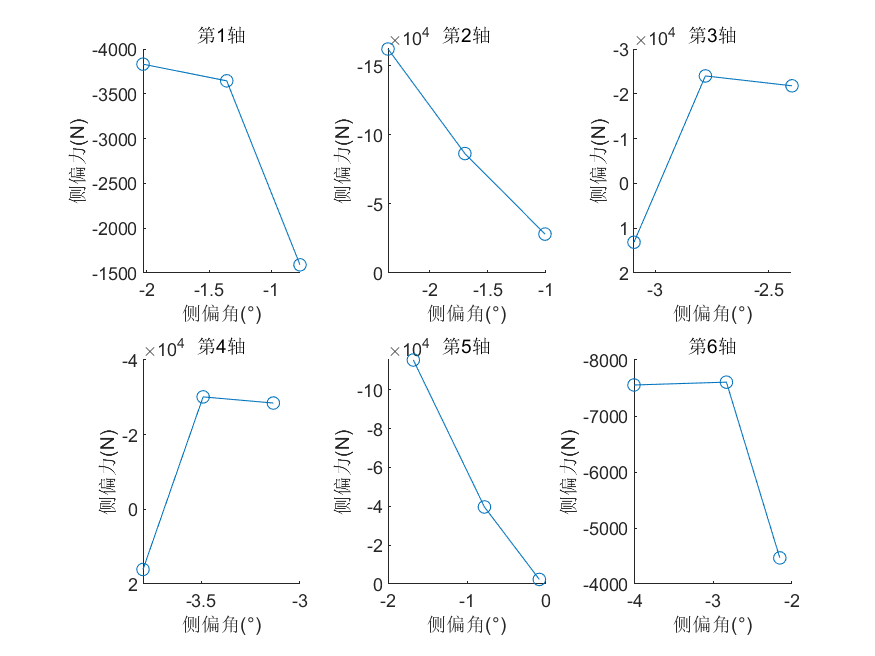 第1轴
-4000
-3500
-3000
-2500
-2000
-1500
-2 -1.5 -1
侧偏角(°)
侧偏力(N)
×10⁴ 第2轴
-15
-10
-5
0
-2 -1.5 -1
侧偏角(°)
侧偏力(N)
×10⁴ 第3轴
-3
-2
-1
0
1
2
-3 -2.5
侧偏角(°)
侧偏力(N)
×10⁴ 第4轴
-4
-2
0
2
-3.5 -3
侧偏角(°)
侧偏力(N)
×10⁴ 第5轴
-10
-8
-6
-4
-2
0
-2 -1 0
侧偏角(°)
侧偏力(N)
第6轴
-8000
-7000
-6000
-5000
-4000
-4 -3 -2
侧偏角(°)
侧偏力(N)